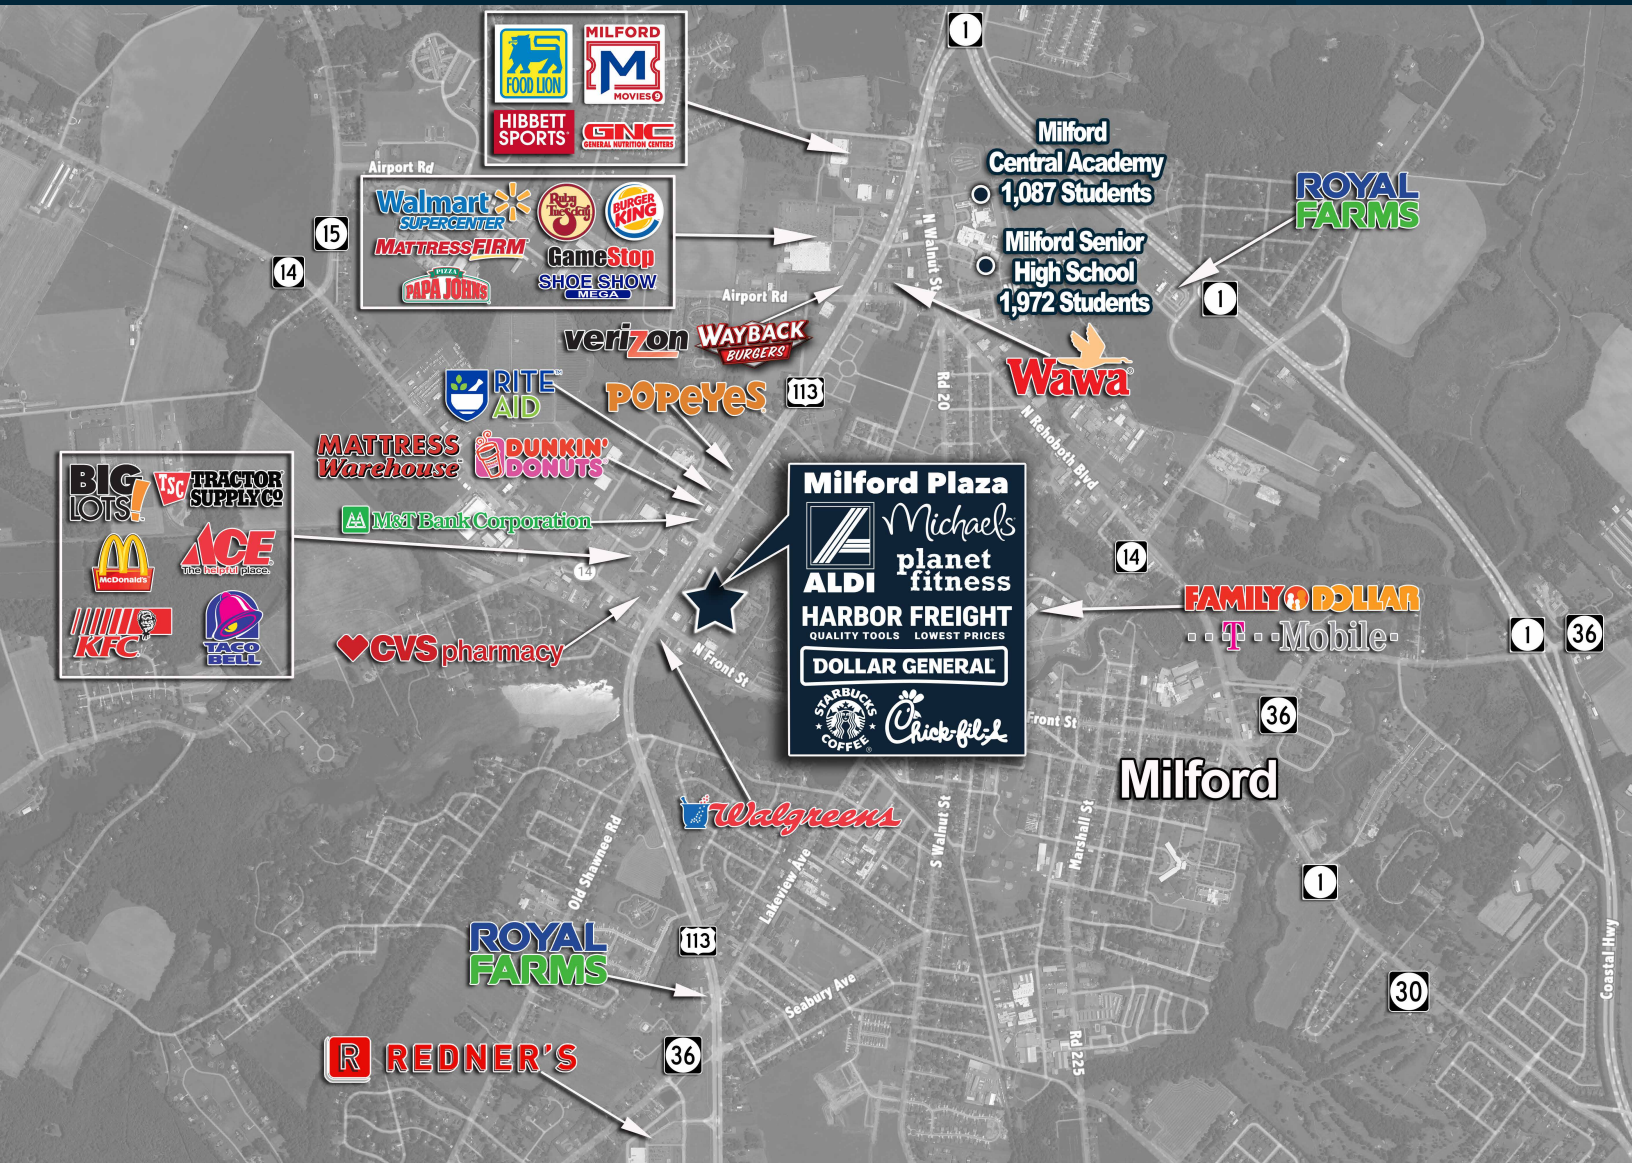 1
FOOD LION
MILFORD
M
MOVIES 9
HIBBETT
SPORTS
GNC
GENERAL NUTRITION CENTERS
Milford
Central Academy
1,087 Students
Airport Rd
ROYAL
FARMS
Walmart
SUPERCENTER
Ruby
Tuesday
BURGER
KING
MATTRESSFIRM
GameStop
PIZZA
PAPA JOHNS
SHOE SHOW
MEGA
15
14
N Walnut St
Milford Senior
High School
1,972 Students
Airport Rd
1
verizon
WAYBACK
BURGERS
Wawa
RITE
AID
POPEYES
113
Rd 20
N Rehoboth Blvd
MATTRESS
Warehouse
DUNKIN'
DONUTS
BIG
LOTS!
TSC
TRACTOR
SUPPLY CO
M&T Bank Corporation
McDonald's
ACE
The helpful place.
KFC
TACO
BELL
14
Milford Plaza
ALDI
Michaels
planet
fitness
HARBOR FREIGHT
QUALITY TOOLS LOWEST PRICES
DOLLAR GENERAL
STARBUCKS
COFFEE
Chick-fil-A
14
FAMILY DOLLAR
T Mobile
1
36
CVS pharmacy
N Front St
Front St
36
Milford
Walgreens
S Walnut St
Marshall St
Old Shawnee Rd
Lakeview Ave
1
ROYAL
FARMS
113
Seabury Ave
30
Coastal Hwy
R REDNER'S
36
Rd 225